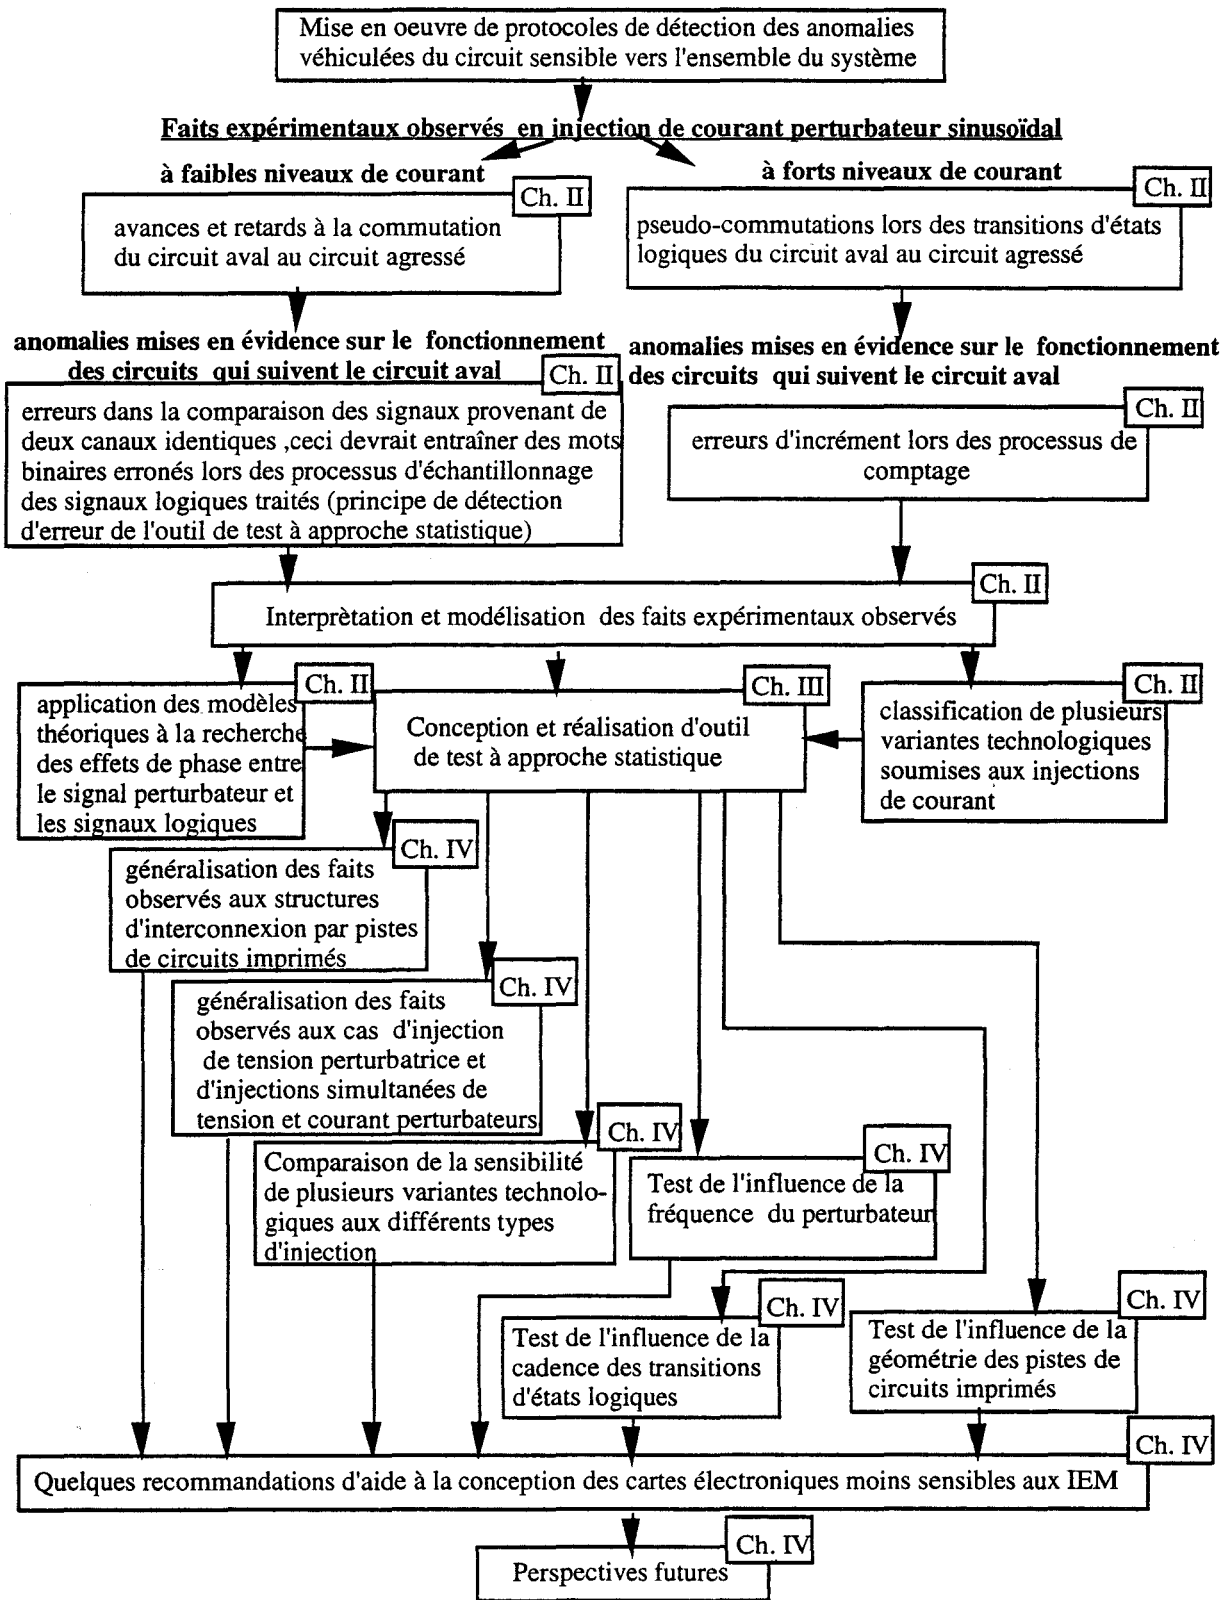 Mise en oeuvre de protocoles de détection des anomalies
véhiculées du circuit sensible vers l'ensemble du système
Faits expérimentaux observés en injection de courant perturbateur sinusoïdal
à faibles niveaux de courant
Ch. II
avances et retards à la commutation
du circuit aval au circuit agressé
à forts niveaux de courant
Ch. II
pseudo-commutations lors des transitions d'états
logiques du circuit aval au circuit agressé
anomalies mises en évidence sur le fonctionnement
des circuits qui suivent le circuit aval
Ch. II
erreurs dans la comparaison des signaux provenant de
deux canaux identiques ,ceci devrait entraîner des mots
binaires erronés lors des processus d'échantillonnage
des signaux logiques traités (principe de détection
d'erreur de l'outil de test à approche statistique)
anomalies mises en évidence sur le fonctionnement
des circuits qui suivent le circuit aval
Ch. II
erreurs d'incrément lors des processus de
comptage
Ch. II
Interprètation et modélisation des faits expérimentaux observés
Ch. II
application des modèles
théoriques à la recherche
des effets de phase entre
le signal perturbateur et
les signaux logiques
Ch. III
Conception et réalisation d'outil
de test à approche statistique
Ch. II
classification de plusieurs
variantes technologiques
soumises aux injections
de courant
Ch. IV
généralisation des faits
observés aux structures
d'interconnexion par pistes
de circuits imprimés
Ch. IV
généralisation des faits
observés aux cas d'injection
de tension perturbatrice et
d'injections simultanées de
tension et courant perturbateurs
Ch. IV
Comparaison de la sensibilité
de plusieurs variantes technolo-
giques aux différents types
d'injection
Ch. IV
Test de l'influence de la
fréquence du perturbateur
Ch. IV
Test de l'influence de la
cadence des transitions
d'états logiques
Ch. IV
Test de l'influence de la
géométrie des pistes de
circuits imprimés
Ch. IV
Quelques recommandations d'aide à la conception des cartes électroniques moins sensibles aux IEM
Ch. IV
Perspectives futures